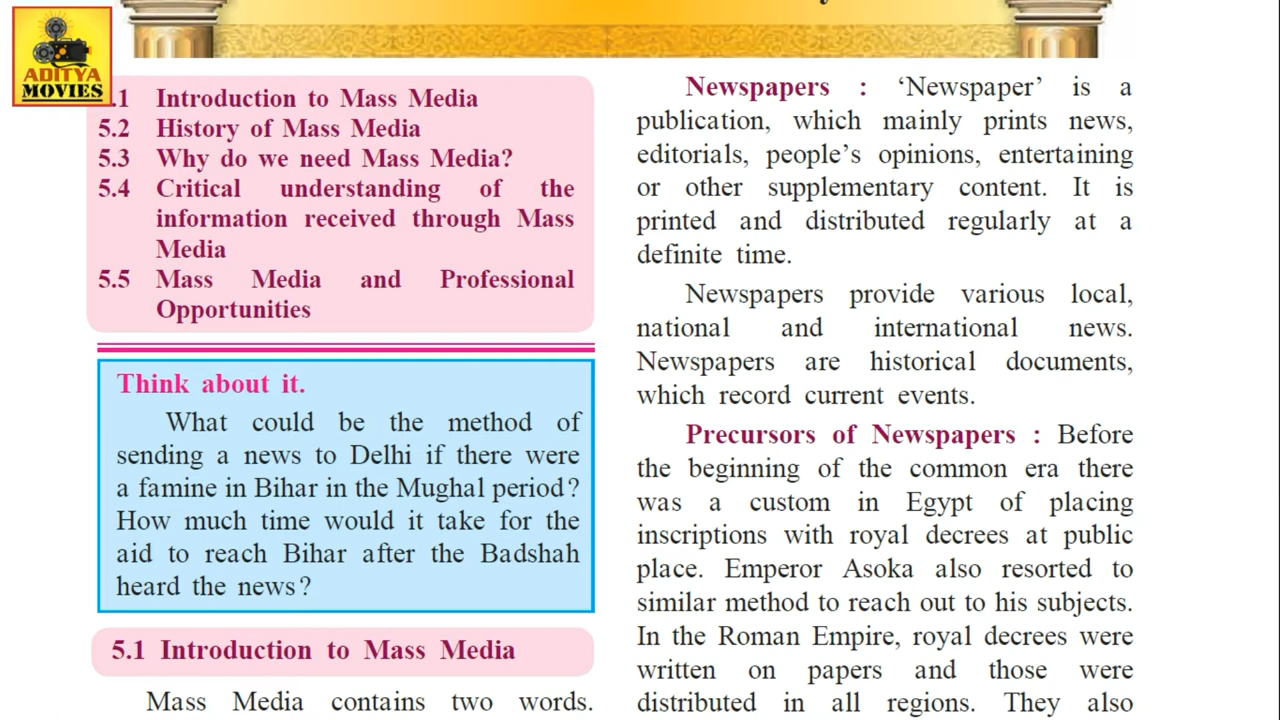 ADITYA
MOVIES
.1 Introduction to Mass Media
5.2 History of Mass Media
5.3 Why do we need Mass Media?
5.4 Critical understanding of the
information received through Mass
Media
5.5 Mass Media and Professional
Opportunities
Think about it.
What could be the method of
sending a news to Delhi if there were
a famine in Bihar in the Mughal period?
How much time would it take for the
aid to reach Bihar after the Badshah
heard the news?
5.1 Introduction to Mass Media
Mass Media contains two words.
Newspapers : ‘Newspaper’ is a
publication, which mainly prints news,
editorials, people’s opinions, entertaining
or other supplementary content. It is
printed and distributed regularly at a
definite time.
Newspapers provide various local,
national and international news.
Newspapers are historical documents,
which record current events.
Precursors of Newspapers : Before
the beginning of the common era there
was a custom in Egypt of placing
inscriptions with royal decrees at public
place. Emperor Asoka also resorted to
similar method to reach out to his subjects.
In the Roman Empire, royal decrees were
written on papers and those were
distributed in all regions. They also